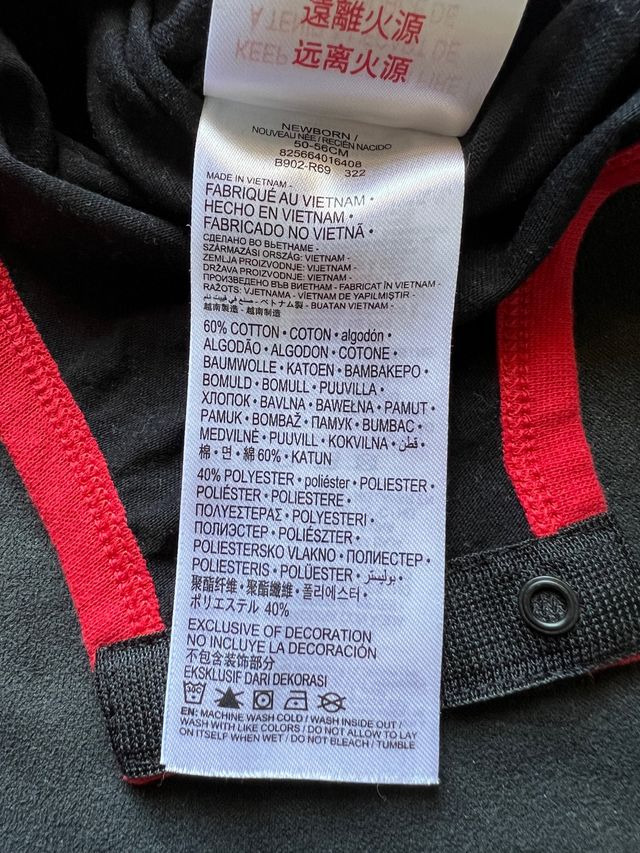 遠離火源
KEEP 远离火源
NEWBORN /
NOUVEAU NÉE / RECIÉN NACIDO
50-56CM
825664016408
B902-R69 322
MADE IN VIETNAM -
FABRIQUÉ AU VIETNAM •
HECHO EN VIETNAM •
FABRICADO NO VIETNÃ •
СДЕЛАНО ВО ВЬЕТНАМЕ -
SZÁRMAZÁSI ORSZÁG: VIETNAM -
ZEMLJA PROIZVODNJE: VIJETNAM -
DRŽAVA PROIZVODNJE: VIETNAM -
ПРОИЗВЕДЕНО ВЪВ ВИЕТНАМ - FABRICAT ÎN VIETNAM -
RAŽOTS: VJETNAMA - VIETNAM DE YAPILMIŞTIR -
صنع في فييت نام - ベトナム製 - BUATAN VIETNAM -
越南製造 - 越南制造
60% COTTON • COTON • algodón •
ALGODÃO • ALGODON • COTONE •
BAUMWOLLE • KATOEN • ΒΑΜΒΑΚΕΡΟ •
BOMULD • BOMULL • PUUVILLA •
ХЛОПОК • BAVLNA • BAWEŁNA • PAMUT •
PAMUK • BOMBAŽ • ПАМУК • BUMBAC •
MEDVILNĖ • PUUVILL • KOKVILNA • قطن •
棉 • 면 • 綿 60% • KATUN
40% POLYESTER • poliéster • POLIESTER •
POLIÉSTER • POLIESTERE •
ΠΟΛΥΕΣΤΕΡΑΣ • POLYESTERI •
ПОЛИЭСТЕР • POLIÉSZTER •
POLIESTERSKO VLAKNO • ПОЛИЕСТЕР •
POLIESTERIS • POLÜESTER • بوليستر •
聚酯纤维 • 聚酯纖維 • 폴리에스터 •
ポリエステル 40%
EXCLUSIVE OF DECORATION
NO INCLUYE LA DECORACIÓN
不包含装饰部分
EKSKLUSIF DARI DEKORASI
30C
EN: MACHINE WASH COLD / WASH INSIDE OUT /
WASH WITH LIKE COLORS / DO NOT ALLOW TO LAY
ON ITSELF WHEN WET / DO NOT BLEACH / TUMBLE